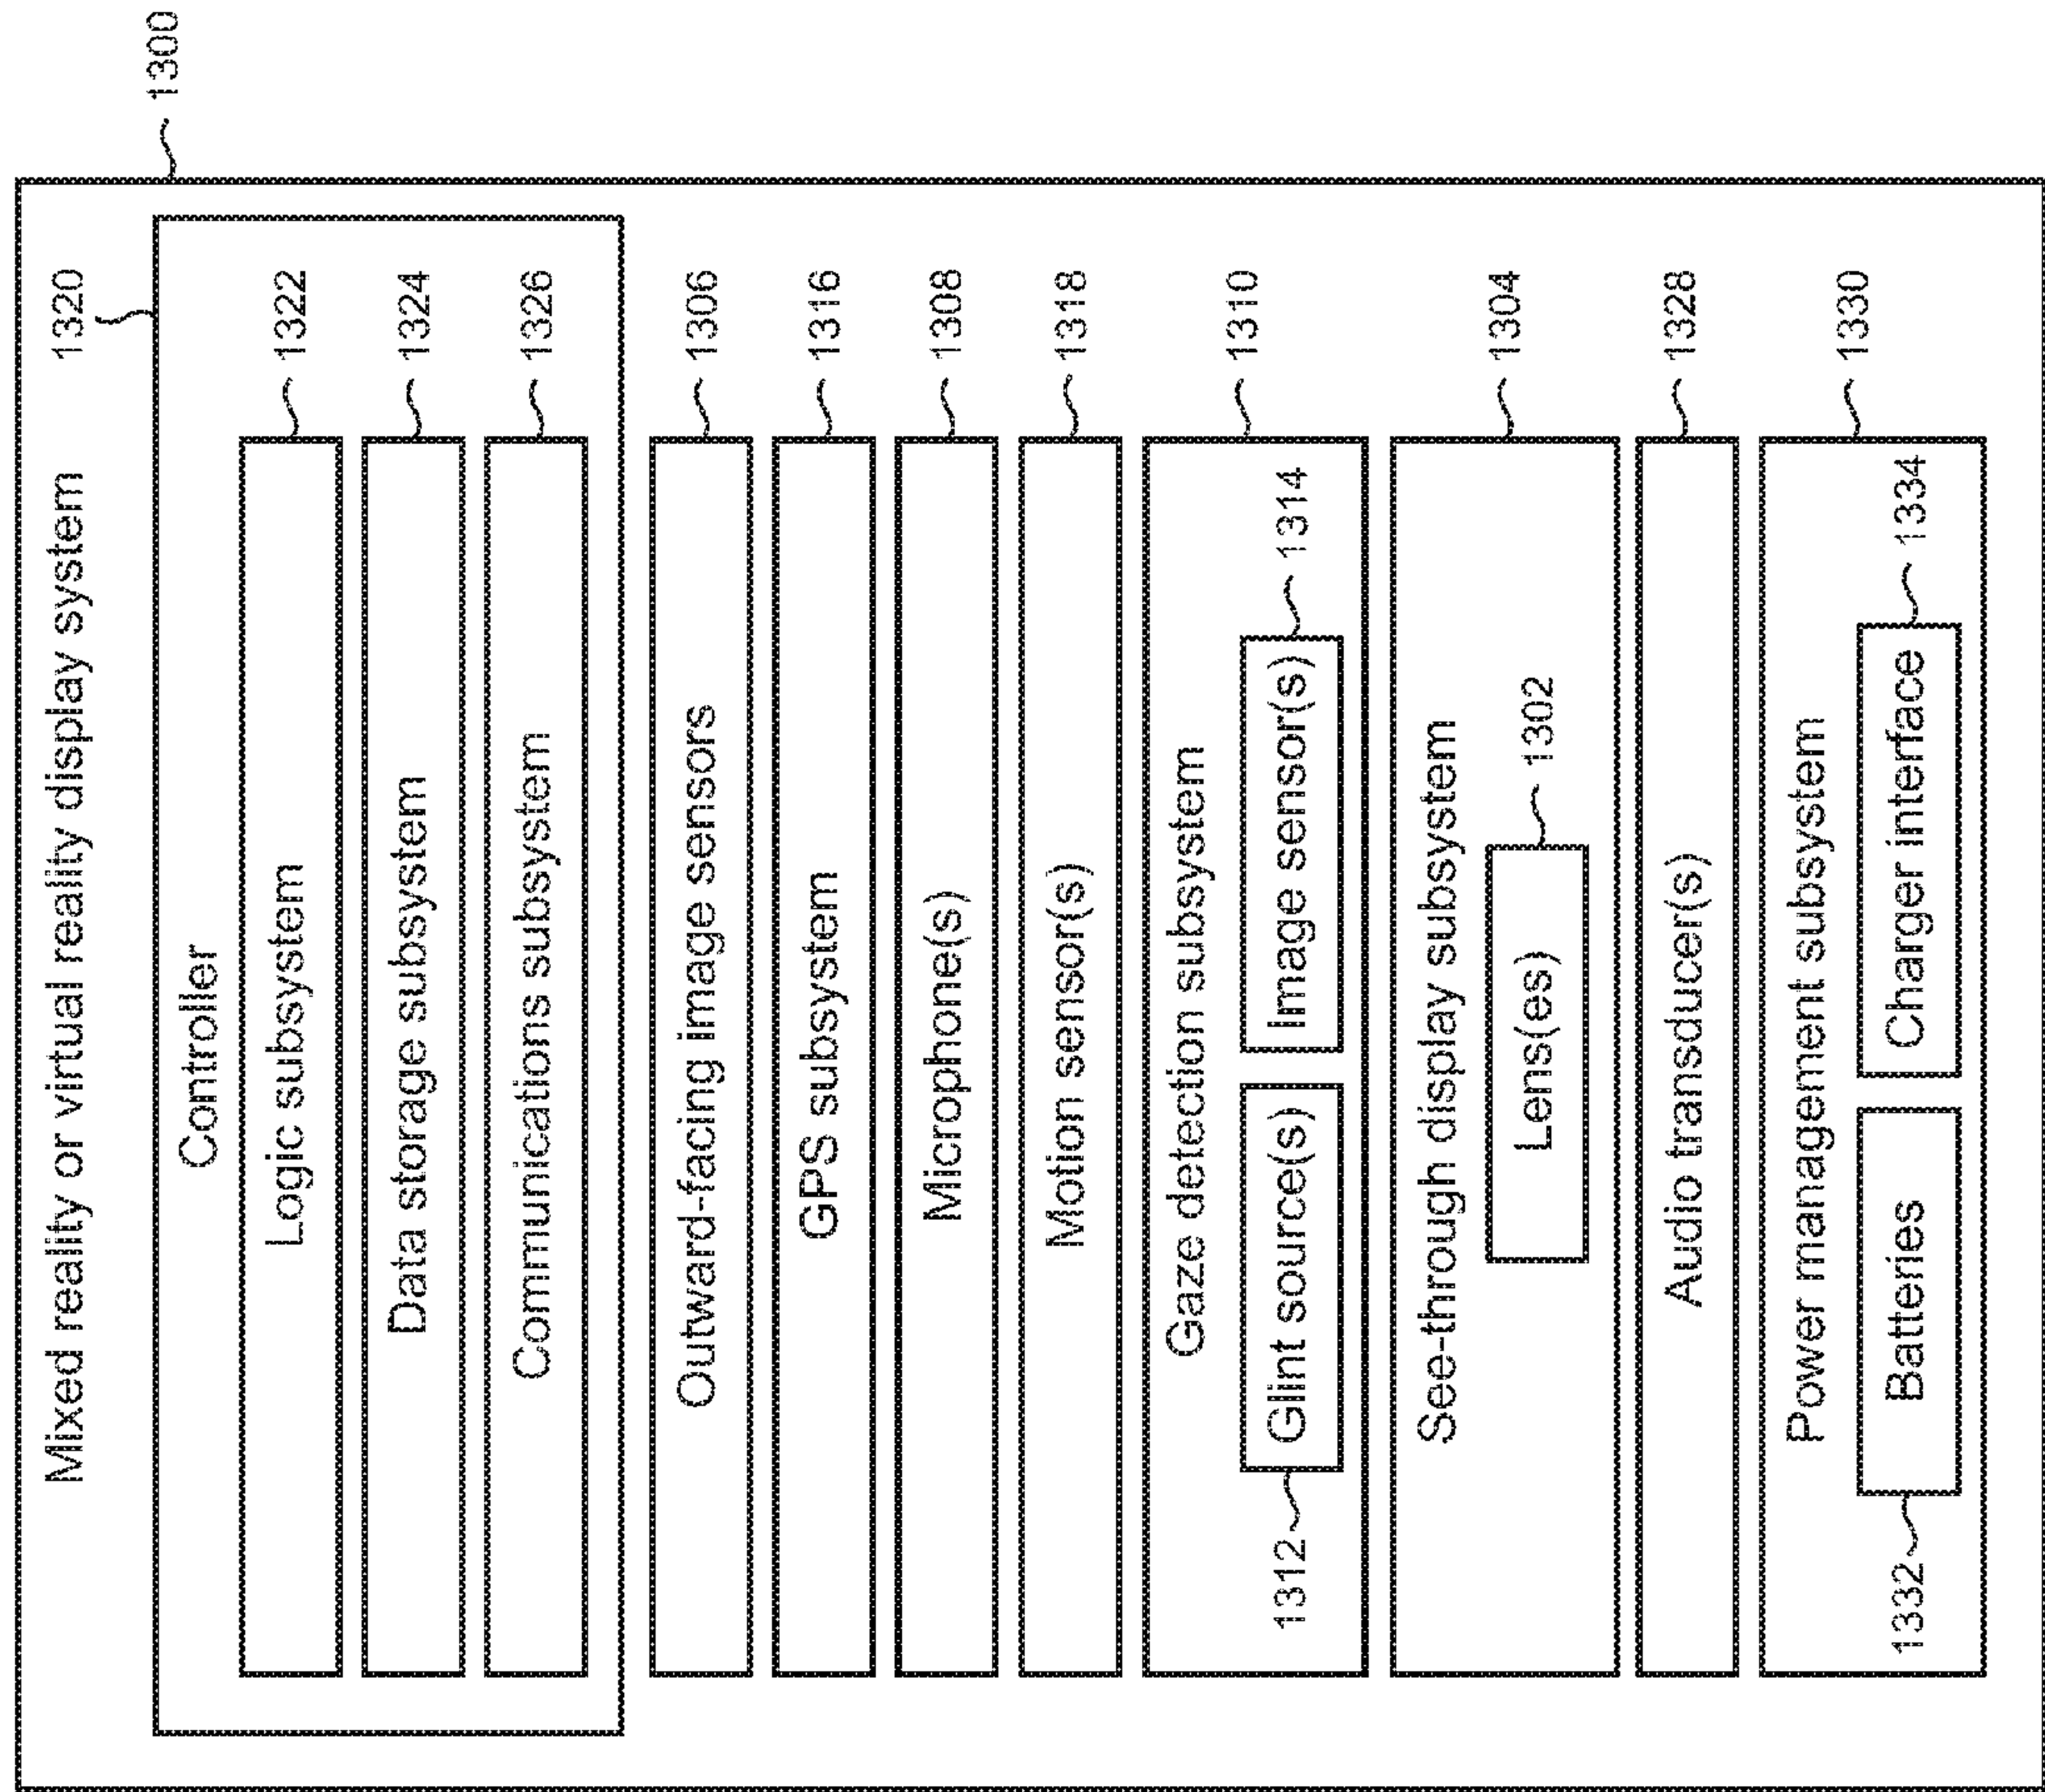 1300
Mixed reality or virtual reality display system 1320
Controller
Logic subsystem 1322
Data storage subsystem 1324
Communications subsystem 1326
Outward-facing image sensors 1306
GPS subsystem 1316
Microphone(s) 1308
Motion sensor(s) 1318
Gaze detection subsystem 1310
1312 Glint source(s) Image sensor(s) 1314
See-through display subsystem 1304
Lens(es) 1302
Audio transducer(s) 1328
Power management subsystem 1330
1332 Batteries Charger interface 1334